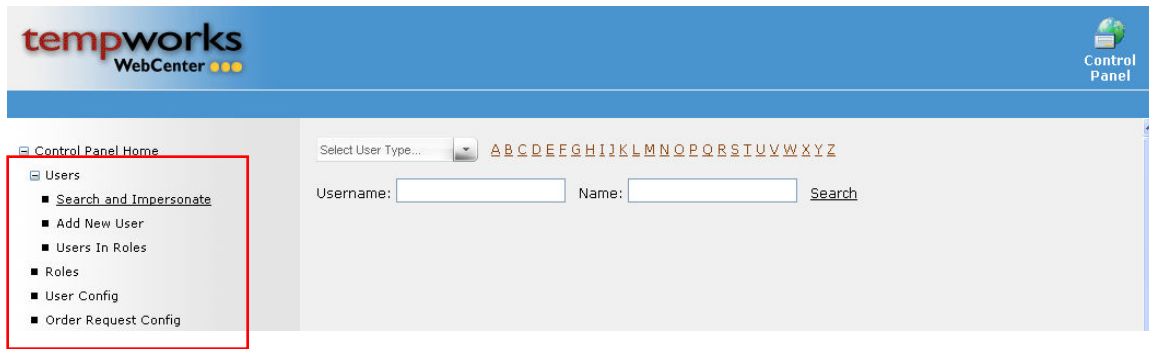 tempworks
WebCenter
Control
Panel
Control Panel Home
Users
Search and Impersonate
Add New User
Users In Roles
Roles
User Config
Order Request Config
Select User Type... A B C D E F G H I J K L M N O P Q R S T U V W X Y Z
Username: Name: Search